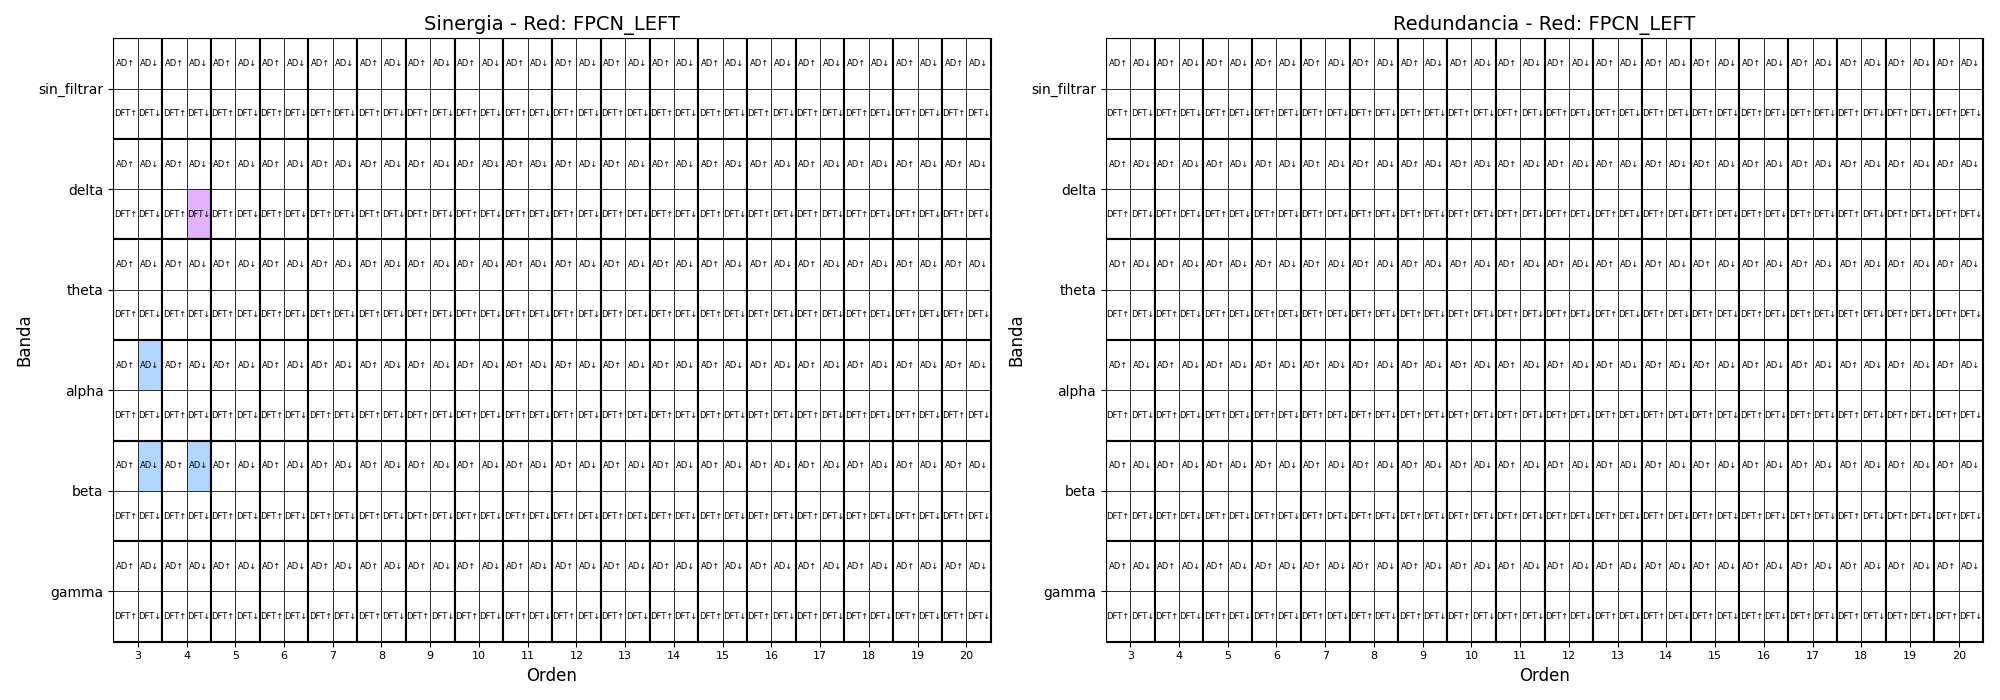 Sinergia - Red: FPCN_LEFT
Banda
AD↑ AD↓ AD↑ AD↓ AD↑ AD↓ AD↑ AD↓ AD↑ AD↓ AD↑ AD↓ AD↑ AD↓ AD↑ AD↓ AD↑ AD↓ AD↑ AD↓ AD↑ AD↓ AD↑ AD↓ AD↑ AD↓ AD↑ AD↓ AD↑ AD↓ AD↑ AD↓ AD↑ AD↓ AD↑ AD↓
sin_filtrar
DFT↑ DFT↓ DFT↑ DFT↓ DFT↑ DFT↓ DFT↑ DFT↓ DFT↑ DFT↓ DFT↑ DFT↓ DFT↑ DFT↓ DFT↑ DFT↓ DFT↑ DFT↓ DFT↑ DFT↓ DFT↑ DFT↓ DFT↑ DFT↓ DFT↑ DFT↓ DFT↑ DFT↓ DFT↑ DFT↓ DFT↑ DFT↓ DFT↑ DFT↓ DFT↑ DFT↓
AD↑ AD↓ AD↑ AD↓ AD↑ AD↓ AD↑ AD↓ AD↑ AD↓ AD↑ AD↓ AD↑ AD↓ AD↑ AD↓ AD↑ AD↓ AD↑ AD↓ AD↑ AD↓ AD↑ AD↓ AD↑ AD↓ AD↑ AD↓ AD↑ AD↓ AD↑ AD↓ AD↑ AD↓ AD↑ AD↓
delta
DFT↑ DFT↓ DFT↑ DFT↓ DFT↑ DFT↓ DFT↑ DFT↓ DFT↑ DFT↓ DFT↑ DFT↓ DFT↑ DFT↓ DFT↑ DFT↓ DFT↑ DFT↓ DFT↑ DFT↓ DFT↑ DFT↓ DFT↑ DFT↓ DFT↑ DFT↓ DFT↑ DFT↓ DFT↑ DFT↓ DFT↑ DFT↓ DFT↑ DFT↓ DFT↑ DFT↓
AD↑ AD↓ AD↑ AD↓ AD↑ AD↓ AD↑ AD↓ AD↑ AD↓ AD↑ AD↓ AD↑ AD↓ AD↑ AD↓ AD↑ AD↓ AD↑ AD↓ AD↑ AD↓ AD↑ AD↓ AD↑ AD↓ AD↑ AD↓ AD↑ AD↓ AD↑ AD↓ AD↑ AD↓ AD↑ AD↓
theta
DFT↑ DFT↓ DFT↑ DFT↓ DFT↑ DFT↓ DFT↑ DFT↓ DFT↑ DFT↓ DFT↑ DFT↓ DFT↑ DFT↓ DFT↑ DFT↓ DFT↑ DFT↓ DFT↑ DFT↓ DFT↑ DFT↓ DFT↑ DFT↓ DFT↑ DFT↓ DFT↑ DFT↓ DFT↑ DFT↓ DFT↑ DFT↓ DFT↑ DFT↓ DFT↑ DFT↓
AD↑ AD↓ AD↑ AD↓ AD↑ AD↓ AD↑ AD↓ AD↑ AD↓ AD↑ AD↓ AD↑ AD↓ AD↑ AD↓ AD↑ AD↓ AD↑ AD↓ AD↑ AD↓ AD↑ AD↓ AD↑ AD↓ AD↑ AD↓ AD↑ AD↓ AD↑ AD↓ AD↑ AD↓ AD↑ AD↓
alpha
DFT↑ DFT↓ DFT↑ DFT↓ DFT↑ DFT↓ DFT↑ DFT↓ DFT↑ DFT↓ DFT↑ DFT↓ DFT↑ DFT↓ DFT↑ DFT↓ DFT↑ DFT↓ DFT↑ DFT↓ DFT↑ DFT↓ DFT↑ DFT↓ DFT↑ DFT↓ DFT↑ DFT↓ DFT↑ DFT↓ DFT↑ DFT↓ DFT↑ DFT↓ DFT↑ DFT↓
AD↑ AD↓ AD↑ AD↓ AD↑ AD↓ AD↑ AD↓ AD↑ AD↓ AD↑ AD↓ AD↑ AD↓ AD↑ AD↓ AD↑ AD↓ AD↑ AD↓ AD↑ AD↓ AD↑ AD↓ AD↑ AD↓ AD↑ AD↓ AD↑ AD↓ AD↑ AD↓ AD↑ AD↓ AD↑ AD↓
beta
DFT↑ DFT↓ DFT↑ DFT↓ DFT↑ DFT↓ DFT↑ DFT↓ DFT↑ DFT↓ DFT↑ DFT↓ DFT↑ DFT↓ DFT↑ DFT↓ DFT↑ DFT↓ DFT↑ DFT↓ DFT↑ DFT↓ DFT↑ DFT↓ DFT↑ DFT↓ DFT↑ DFT↓ DFT↑ DFT↓ DFT↑ DFT↓ DFT↑ DFT↓ DFT↑ DFT↓
AD↑ AD↓ AD↑ AD↓ AD↑ AD↓ AD↑ AD↓ AD↑ AD↓ AD↑ AD↓ AD↑ AD↓ AD↑ AD↓ AD↑ AD↓ AD↑ AD↓ AD↑ AD↓ AD↑ AD↓ AD↑ AD↓ AD↑ AD↓ AD↑ AD↓ AD↑ AD↓ AD↑ AD↓ AD↑ AD↓
gamma
DFT↑ DFT↓ DFT↑ DFT↓ DFT↑ DFT↓ DFT↑ DFT↓ DFT↑ DFT↓ DFT↑ DFT↓ DFT↑ DFT↓ DFT↑ DFT↓ DFT↑ DFT↓ DFT↑ DFT↓ DFT↑ DFT↓ DFT↑ DFT↓ DFT↑ DFT↓ DFT↑ DFT↓ DFT↑ DFT↓ DFT↑ DFT↓ DFT↑ DFT↓ DFT↑ DFT↓
3 4 5 6 7 8 9 10 11 12 13 14 15 16 17 18 19 20
Orden
Redundancia - Red: FPCN_LEFT
Banda
AD↑ AD↓ AD↑ AD↓ AD↑ AD↓ AD↑ AD↓ AD↑ AD↓ AD↑ AD↓ AD↑ AD↓ AD↑ AD↓ AD↑ AD↓ AD↑ AD↓ AD↑ AD↓ AD↑ AD↓ AD↑ AD↓ AD↑ AD↓ AD↑ AD↓ AD↑ AD↓ AD↑ AD↓ AD↑ AD↓
sin_filtrar
DFT↑ DFT↓ DFT↑ DFT↓ DFT↑ DFT↓ DFT↑ DFT↓ DFT↑ DFT↓ DFT↑ DFT↓ DFT↑ DFT↓ DFT↑ DFT↓ DFT↑ DFT↓ DFT↑ DFT↓ DFT↑ DFT↓ DFT↑ DFT↓ DFT↑ DFT↓ DFT↑ DFT↓ DFT↑ DFT↓ DFT↑ DFT↓ DFT↑ DFT↓ DFT↑ DFT↓
AD↑ AD↓ AD↑ AD↓ AD↑ AD↓ AD↑ AD↓ AD↑ AD↓ AD↑ AD↓ AD↑ AD↓ AD↑ AD↓ AD↑ AD↓ AD↑ AD↓ AD↑ AD↓ AD↑ AD↓ AD↑ AD↓ AD↑ AD↓ AD↑ AD↓ AD↑ AD↓ AD↑ AD↓ AD↑ AD↓
delta
DFT↑ DFT↓ DFT↑ DFT↓ DFT↑ DFT↓ DFT↑ DFT↓ DFT↑ DFT↓ DFT↑ DFT↓ DFT↑ DFT↓ DFT↑ DFT↓ DFT↑ DFT↓ DFT↑ DFT↓ DFT↑ DFT↓ DFT↑ DFT↓ DFT↑ DFT↓ DFT↑ DFT↓ DFT↑ DFT↓ DFT↑ DFT↓ DFT↑ DFT↓ DFT↑ DFT↓
AD↑ AD↓ AD↑ AD↓ AD↑ AD↓ AD↑ AD↓ AD↑ AD↓ AD↑ AD↓ AD↑ AD↓ AD↑ AD↓ AD↑ AD↓ AD↑ AD↓ AD↑ AD↓ AD↑ AD↓ AD↑ AD↓ AD↑ AD↓ AD↑ AD↓ AD↑ AD↓ AD↑ AD↓ AD↑ AD↓
theta
DFT↑ DFT↓ DFT↑ DFT↓ DFT↑ DFT↓ DFT↑ DFT↓ DFT↑ DFT↓ DFT↑ DFT↓ DFT↑ DFT↓ DFT↑ DFT↓ DFT↑ DFT↓ DFT↑ DFT↓ DFT↑ DFT↓ DFT↑ DFT↓ DFT↑ DFT↓ DFT↑ DFT↓ DFT↑ DFT↓ DFT↑ DFT↓ DFT↑ DFT↓ DFT↑ DFT↓
AD↑ AD↓ AD↑ AD↓ AD↑ AD↓ AD↑ AD↓ AD↑ AD↓ AD↑ AD↓ AD↑ AD↓ AD↑ AD↓ AD↑ AD↓ AD↑ AD↓ AD↑ AD↓ AD↑ AD↓ AD↑ AD↓ AD↑ AD↓ AD↑ AD↓ AD↑ AD↓ AD↑ AD↓ AD↑ AD↓
alpha
DFT↑ DFT↓ DFT↑ DFT↓ DFT↑ DFT↓ DFT↑ DFT↓ DFT↑ DFT↓ DFT↑ DFT↓ DFT↑ DFT↓ DFT↑ DFT↓ DFT↑ DFT↓ DFT↑ DFT↓ DFT↑ DFT↓ DFT↑ DFT↓ DFT↑ DFT↓ DFT↑ DFT↓ DFT↑ DFT↓ DFT↑ DFT↓ DFT↑ DFT↓ DFT↑ DFT↓
AD↑ AD↓ AD↑ AD↓ AD↑ AD↓ AD↑ AD↓ AD↑ AD↓ AD↑ AD↓ AD↑ AD↓ AD↑ AD↓ AD↑ AD↓ AD↑ AD↓ AD↑ AD↓ AD↑ AD↓ AD↑ AD↓ AD↑ AD↓ AD↑ AD↓ AD↑ AD↓ AD↑ AD↓ AD↑ AD↓
beta
DFT↑ DFT↓ DFT↑ DFT↓ DFT↑ DFT↓ DFT↑ DFT↓ DFT↑ DFT↓ DFT↑ DFT↓ DFT↑ DFT↓ DFT↑ DFT↓ DFT↑ DFT↓ DFT↑ DFT↓ DFT↑ DFT↓ DFT↑ DFT↓ DFT↑ DFT↓ DFT↑ DFT↓ DFT↑ DFT↓ DFT↑ DFT↓ DFT↑ DFT↓ DFT↑ DFT↓
AD↑ AD↓ AD↑ AD↓ AD↑ AD↓ AD↑ AD↓ AD↑ AD↓ AD↑ AD↓ AD↑ AD↓ AD↑ AD↓ AD↑ AD↓ AD↑ AD↓ AD↑ AD↓ AD↑ AD↓ AD↑ AD↓ AD↑ AD↓ AD↑ AD↓ AD↑ AD↓ AD↑ AD↓ AD↑ AD↓
gamma
DFT↑ DFT↓ DFT↑ DFT↓ DFT↑ DFT↓ DFT↑ DFT↓ DFT↑ DFT↓ DFT↑ DFT↓ DFT↑ DFT↓ DFT↑ DFT↓ DFT↑ DFT↓ DFT↑ DFT↓ DFT↑ DFT↓ DFT↑ DFT↓ DFT↑ DFT↓ DFT↑ DFT↓ DFT↑ DFT↓ DFT↑ DFT↓ DFT↑ DFT↓ DFT↑ DFT↓
3 4 5 6 7 8 9 10 11 12 13 14 15 16 17 18 19 20
Orden